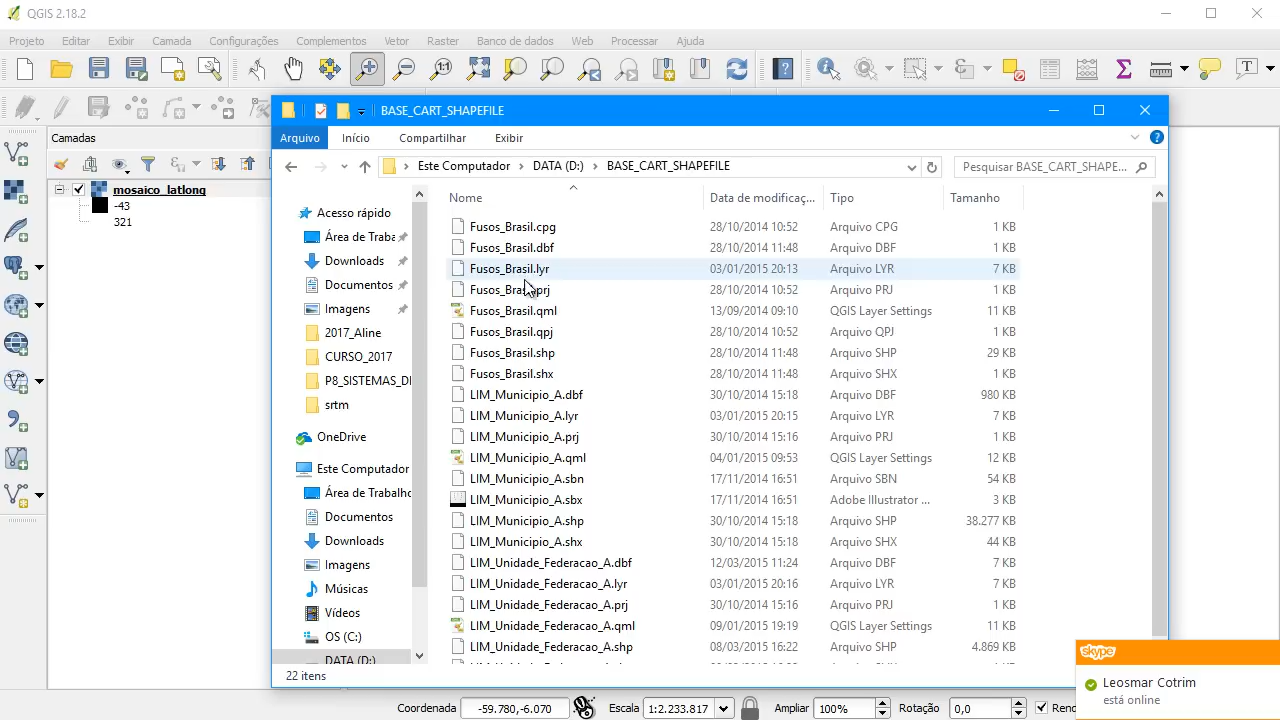 QGIS 2.18.2
Projeto Editar Exibir Camada Configurações Complementos Vetor Raster Banco de dados Web Processar Ajuda
BASE_CART_SHAPEFILE
Arquivo Início Compartilhar Exibir
Este Computador DATA (D:) BASE_CART_SHAPEFILE
Pesquisar BASE_CART_SHAPE...
Camadas
mosaico_latlong
-43
321
Acesso rápido
Área de Traba
Downloads
Documentos
Imagens
2017_Aline
CURSO_2017
P8_SISTEMAS_D
srtm
OneDrive
Este Computador
Área de Trabalho
Documentos
Downloads
Imagens
Músicas
Vídeos
OS (C:)
DATA (D:)
Nome Data de modificaç... Tipo Tamanho
Fusos_Brasil.cpg 28/10/2014 10:52 Arquivo CPG 1 KB
Fusos_Brasil.dbf 28/10/2014 11:48 Arquivo DBF 1 KB
Fusos_Brasil.lyr 03/01/2015 20:13 Arquivo LYR 7 KB
Fusos_Brasil.prj 28/10/2014 10:52 Arquivo PRJ 1 KB
Fusos_Brasil.qml 13/09/2014 09:10 QGIS Layer Settings 11 KB
Fusos_Brasil.qpj 28/10/2014 10:52 Arquivo QPJ 1 KB
Fusos_Brasil.shp 28/10/2014 11:48 Arquivo SHP 29 KB
Fusos_Brasil.shx 28/10/2014 11:48 Arquivo SHX 1 KB
LIM_Municipio_A.dbf 30/10/2014 15:18 Arquivo DBF 980 KB
LIM_Municipio_A.lyr 03/01/2015 20:15 Arquivo LYR 7 KB
LIM_Municipio_A.prj 30/10/2014 15:16 Arquivo PRJ 1 KB
LIM_Municipio_A.qml 04/01/2015 09:53 QGIS Layer Settings 12 KB
LIM_Municipio_A.sbn 17/11/2014 16:51 Arquivo SBN 54 KB
LIM_Municipio_A.sbx 17/11/2014 16:51 Adobe Illustrator ... 3 KB
LIM_Municipio_A.shp 30/10/2014 15:18 Arquivo SHP 38.277 KB
LIM_Municipio_A.shx 30/10/2014 15:18 Arquivo SHX 44 KB
LIM_Unidade_Federacao_A.dbf 12/03/2015 11:24 Arquivo DBF 7 KB
LIM_Unidade_Federacao_A.lyr 03/01/2015 20:16 Arquivo LYR 7 KB
LIM_Unidade_Federacao_A.prj 30/10/2014 15:16 Arquivo PRJ 1 KB
LIM_Unidade_Federacao_A.qml 09/01/2015 19:19 QGIS Layer Settings 11 KB
LIM_Unidade_Federacao_A.shp 08/03/2015 16:22 Arquivo SHP 4.869 KB
22 itens
skype
Leosmar Cotrim
está online
Coordenada -59.780,-6.070 Escala 1:2.233.817 Ampliar 100% Rotação 0,0 Rend